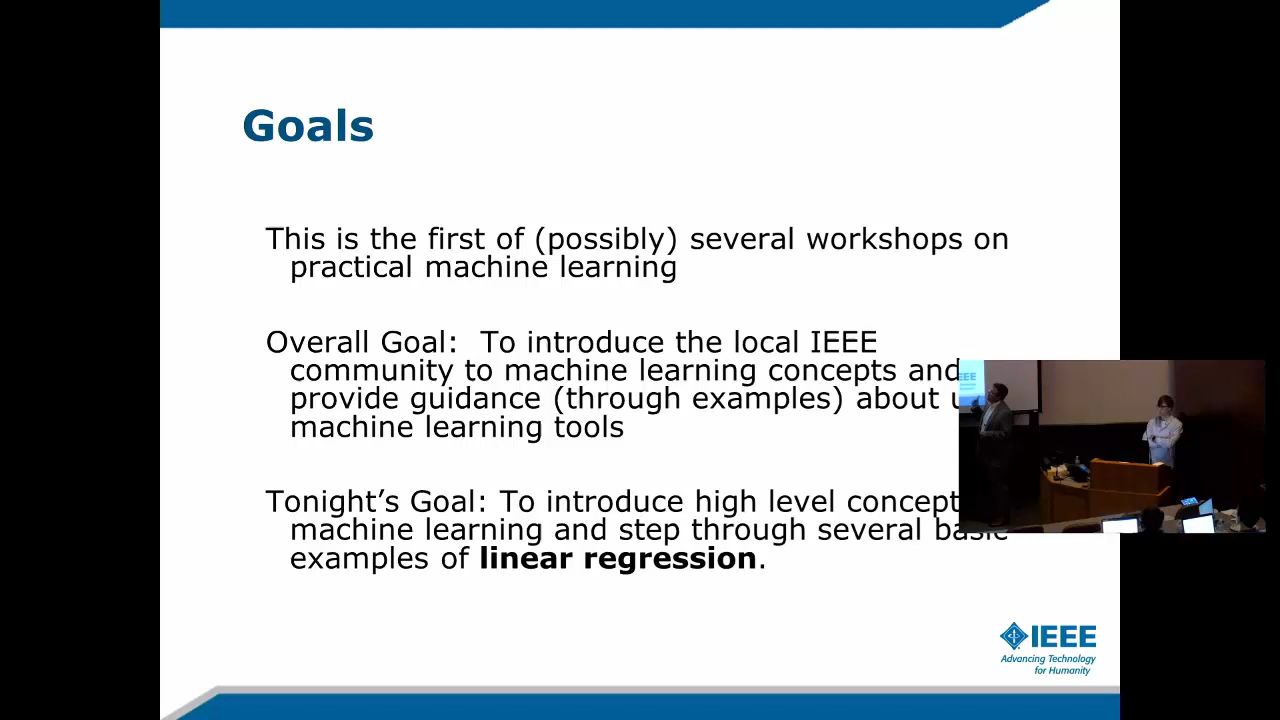 Goals
This is the first of (possibly) several workshops on
practical machine learning
Overall Goal:  To introduce the local IEEE
community to machine learning concepts and
provide guidance (through examples) about
machine learning tools
Tonight’s Goal: To introduce high level
machine learning and step through several basic
examples of linear regression.
IEEE
IEEE
Advancing Technology
for Humanity